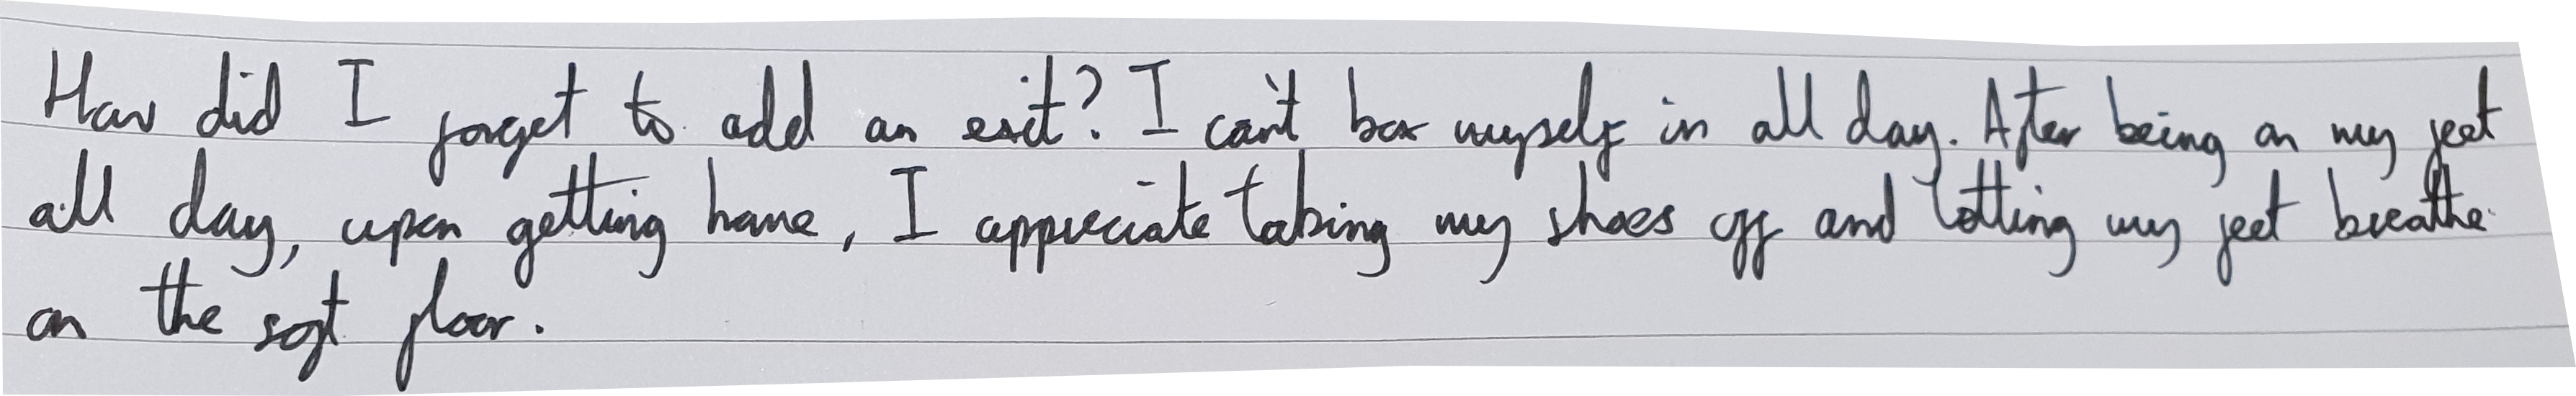 How did I forget to add an exit? I can't box myself in all day. After being on my feet
all day, upon getting home, I appreciate taking my shoes off and letting my feet breathe
on the soft floor.